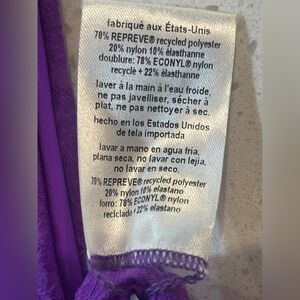 fabriqué aux États-Unis
70% REPREVE® recycled polyester
20% nylon 10% élasthanne
doublure: 78% ECONYL® nylon
recyclé + 22% élasthanne
laver à la main à l'eau froide,
ne pas javelliser, sécher à
plat, ne pas nettoyer à sec.
hecho en los Estados Unidos
de tela importada
lavar a mano en agua fria,
plana seca, no lavar con lejía,
no lavar en seco.
70% REPREVE® recycled polyester
20% nylon 10% elastano
forro: 78% ECONYL® nylon
reciclado + 22% elastano